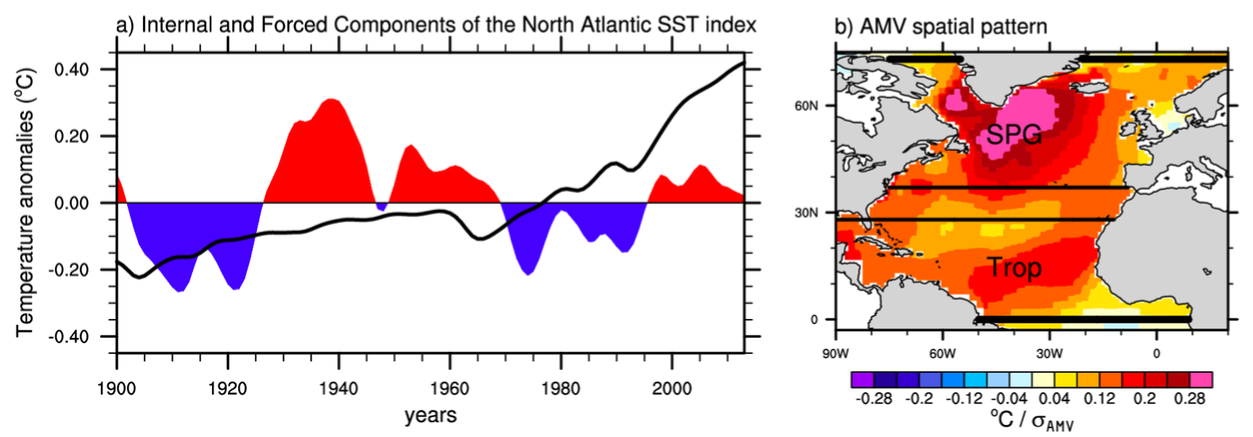 a) Internal and Forced Components of the North Atlantic SST index
Temperature anomalies (°C)
0.40
0.20
0.00
-0.20
-0.40
1900 1920 1940 1960 1980 2000
years
b) AMV spatial pattern
60N
30N
0
SPG
Trop
90W 60W 30W 0
-0.28 -0.2 -0.12 -0.04 0.04 0.12 0.2 0.28
°C / σAMV